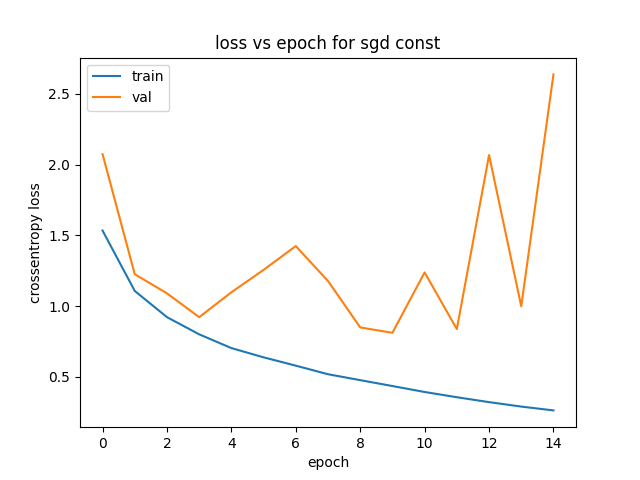 loss vs epoch for sgd const
train
val
2.5
2.0
1.5
1.0
0.5
crossentropy loss
0 2 4 6 8 10 12 14
epoch